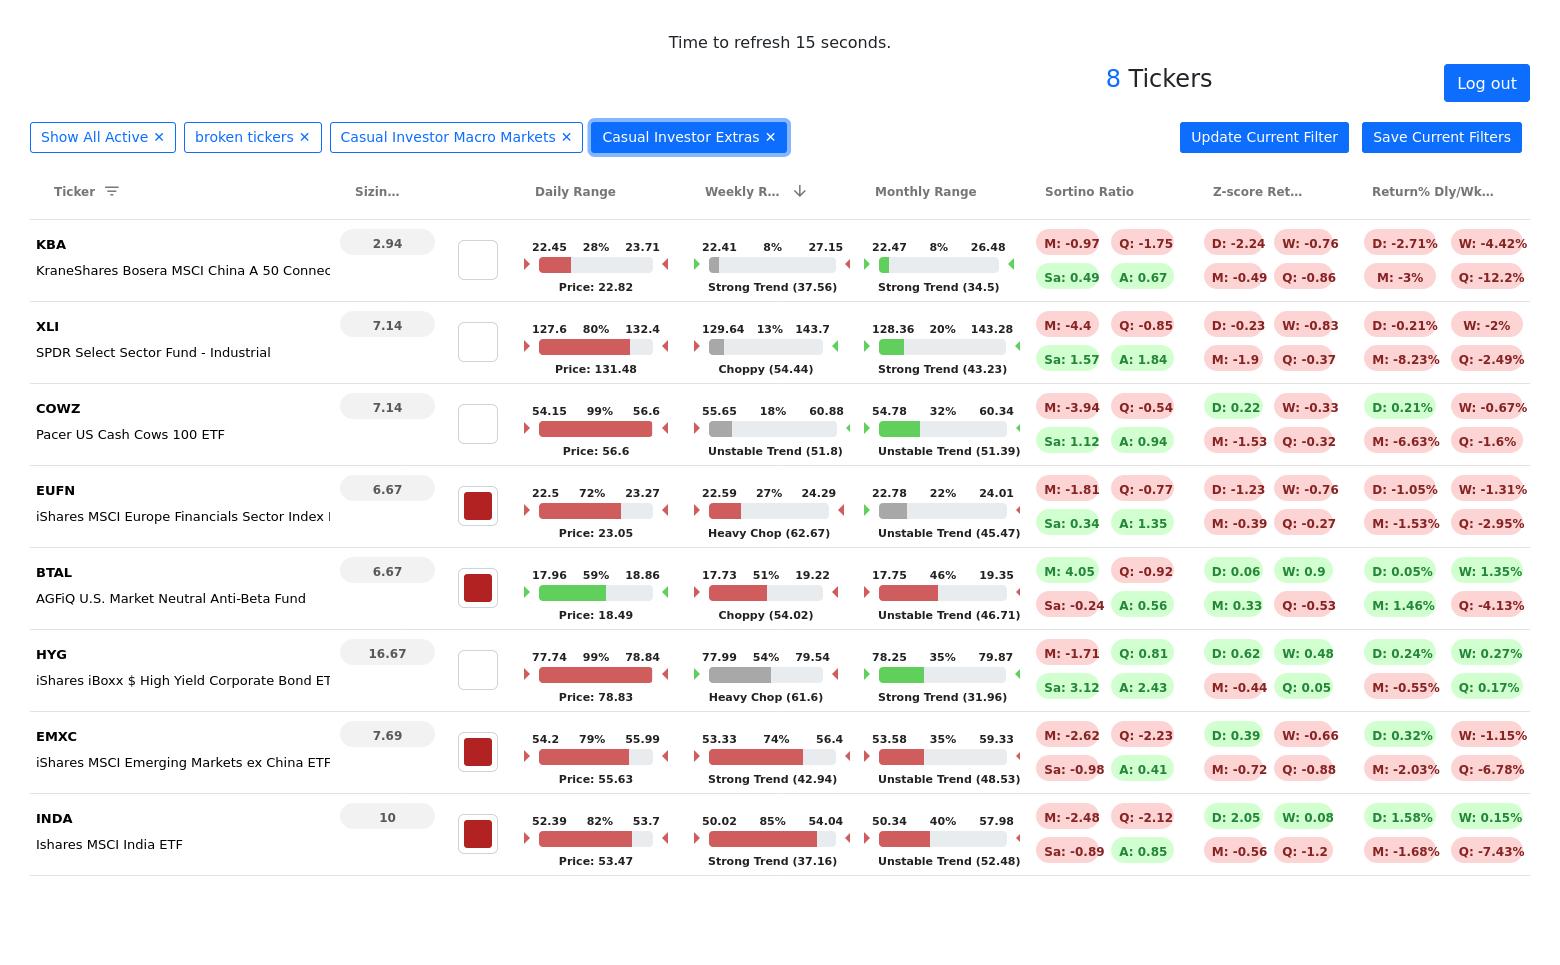 Time to refresh 15 seconds.
8 Tickers
Log out
Show All Active ✕ broken tickers ✕ Casual Investor Macro Markets ✕ Casual Investor Extras ✕ Update Current Filter Save Current Filters
Ticker Sizin... Daily Range Weekly R... Monthly Range Sortino Ratio Z-score Ret... Return% Dly/Wk...
KBA 2.94 22.45 28% 23.71 22.41 8% 27.15 22.47 8% 26.48 M: -0.97 Q: -1.75 D: -2.24 W: -0.76 D: -2.71% W: -4.42%
KraneShares Bosera MSCI China A 50 Connec Price: 22.82 Strong Trend (37.56) Strong Trend (34.5) Sa: 0.49 A: 0.67 M: -0.49 Q: -0.86 M: -3% Q: -12.2%
XLI 7.14 127.6 80% 132.4 129.64 13% 143.7 128.36 20% 143.28 M: -4.4 Q: -0.85 D: -0.23 W: -0.83 D: -0.21% W: -2%
SPDR Select Sector Fund - Industrial Price: 131.48 Choppy (54.44) Strong Trend (43.23) Sa: 1.57 A: 1.84 M: -1.9 Q: -0.37 M: -8.23% Q: -2.49%
COWZ 7.14 54.15 99% 56.6 55.65 18% 60.88 54.78 32% 60.34 M: -3.94 Q: -0.54 D: 0.22 W: -0.33 D: 0.21% W: -0.67%
Pacer US Cash Cows 100 ETF Price: 56.6 Unstable Trend (51.8) Unstable Trend (51.39) Sa: 1.12 A: 0.94 M: -1.53 Q: -0.32 M: -6.63% Q: -1.6%
EUFN 6.67 22.5 72% 23.27 22.59 27% 24.29 22.78 22% 24.01 M: -1.81 Q: -0.77 D: -1.23 W: -0.76 D: -1.05% W: -1.31%
iShares MSCI Europe Financials Sector Index Price: 23.05 Heavy Chop (62.67) Unstable Trend (45.47) Sa: 0.34 A: 1.35 M: -0.39 Q: -0.27 M: -1.53% Q: -2.95%
BTAL 6.67 17.96 59% 18.86 17.73 51% 19.22 17.75 46% 19.35 M: 4.05 Q: -0.92 D: 0.06 W: 0.9 D: 0.05% W: 1.35%
AGFiQ U.S. Market Neutral Anti-Beta Fund Price: 18.49 Choppy (54.02) Unstable Trend (46.71) Sa: -0.24 A: 0.56 M: 0.33 Q: -0.53 M: 1.46% Q: -4.13%
HYG 16.67 77.74 99% 78.84 77.99 54% 79.54 78.25 35% 79.87 M: -1.71 Q: 0.81 D: 0.62 W: 0.48 D: 0.24% W: 0.27%
iShares iBoxx $ High Yield Corporate Bond ET Price: 78.83 Heavy Chop (61.6) Strong Trend (31.96) Sa: 3.12 A: 2.43 M: -0.44 Q: 0.05 M: -0.55% Q: 0.17%
EMXC 7.69 54.2 79% 55.99 53.33 74% 56.4 53.58 35% 59.33 M: -2.62 Q: -2.23 D: 0.39 W: -0.66 D: 0.32% W: -1.15%
iShares MSCI Emerging Markets ex China ETF Price: 55.63 Strong Trend (42.94) Unstable Trend (48.53) Sa: -0.98 A: 0.41 M: -0.72 Q: -0.88 M: -2.03% Q: -6.78%
INDA 10 52.39 82% 53.7 50.02 85% 54.04 50.34 40% 57.98 M: -2.48 Q: -2.12 D: 2.05 W: 0.08 D: 1.58% W: 0.15%
Ishares MSCI India ETF Price: 53.47 Strong Trend (37.16) Unstable Trend (52.48) Sa: -0.89 A: 0.85 M: -0.56 Q: -1.2 M: -1.68% Q: -7.43%